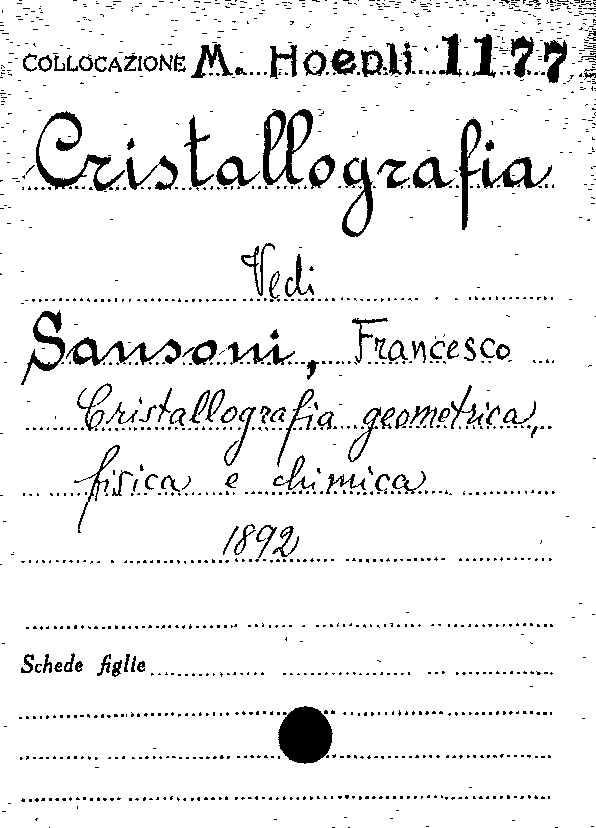 COLLOCAZIONE M. Hoepli 1177
Cristallografia
Vedi
Sansoni, Francesco
Cristallografia geometrica,
fisica e chimica
1892
Schede figlie